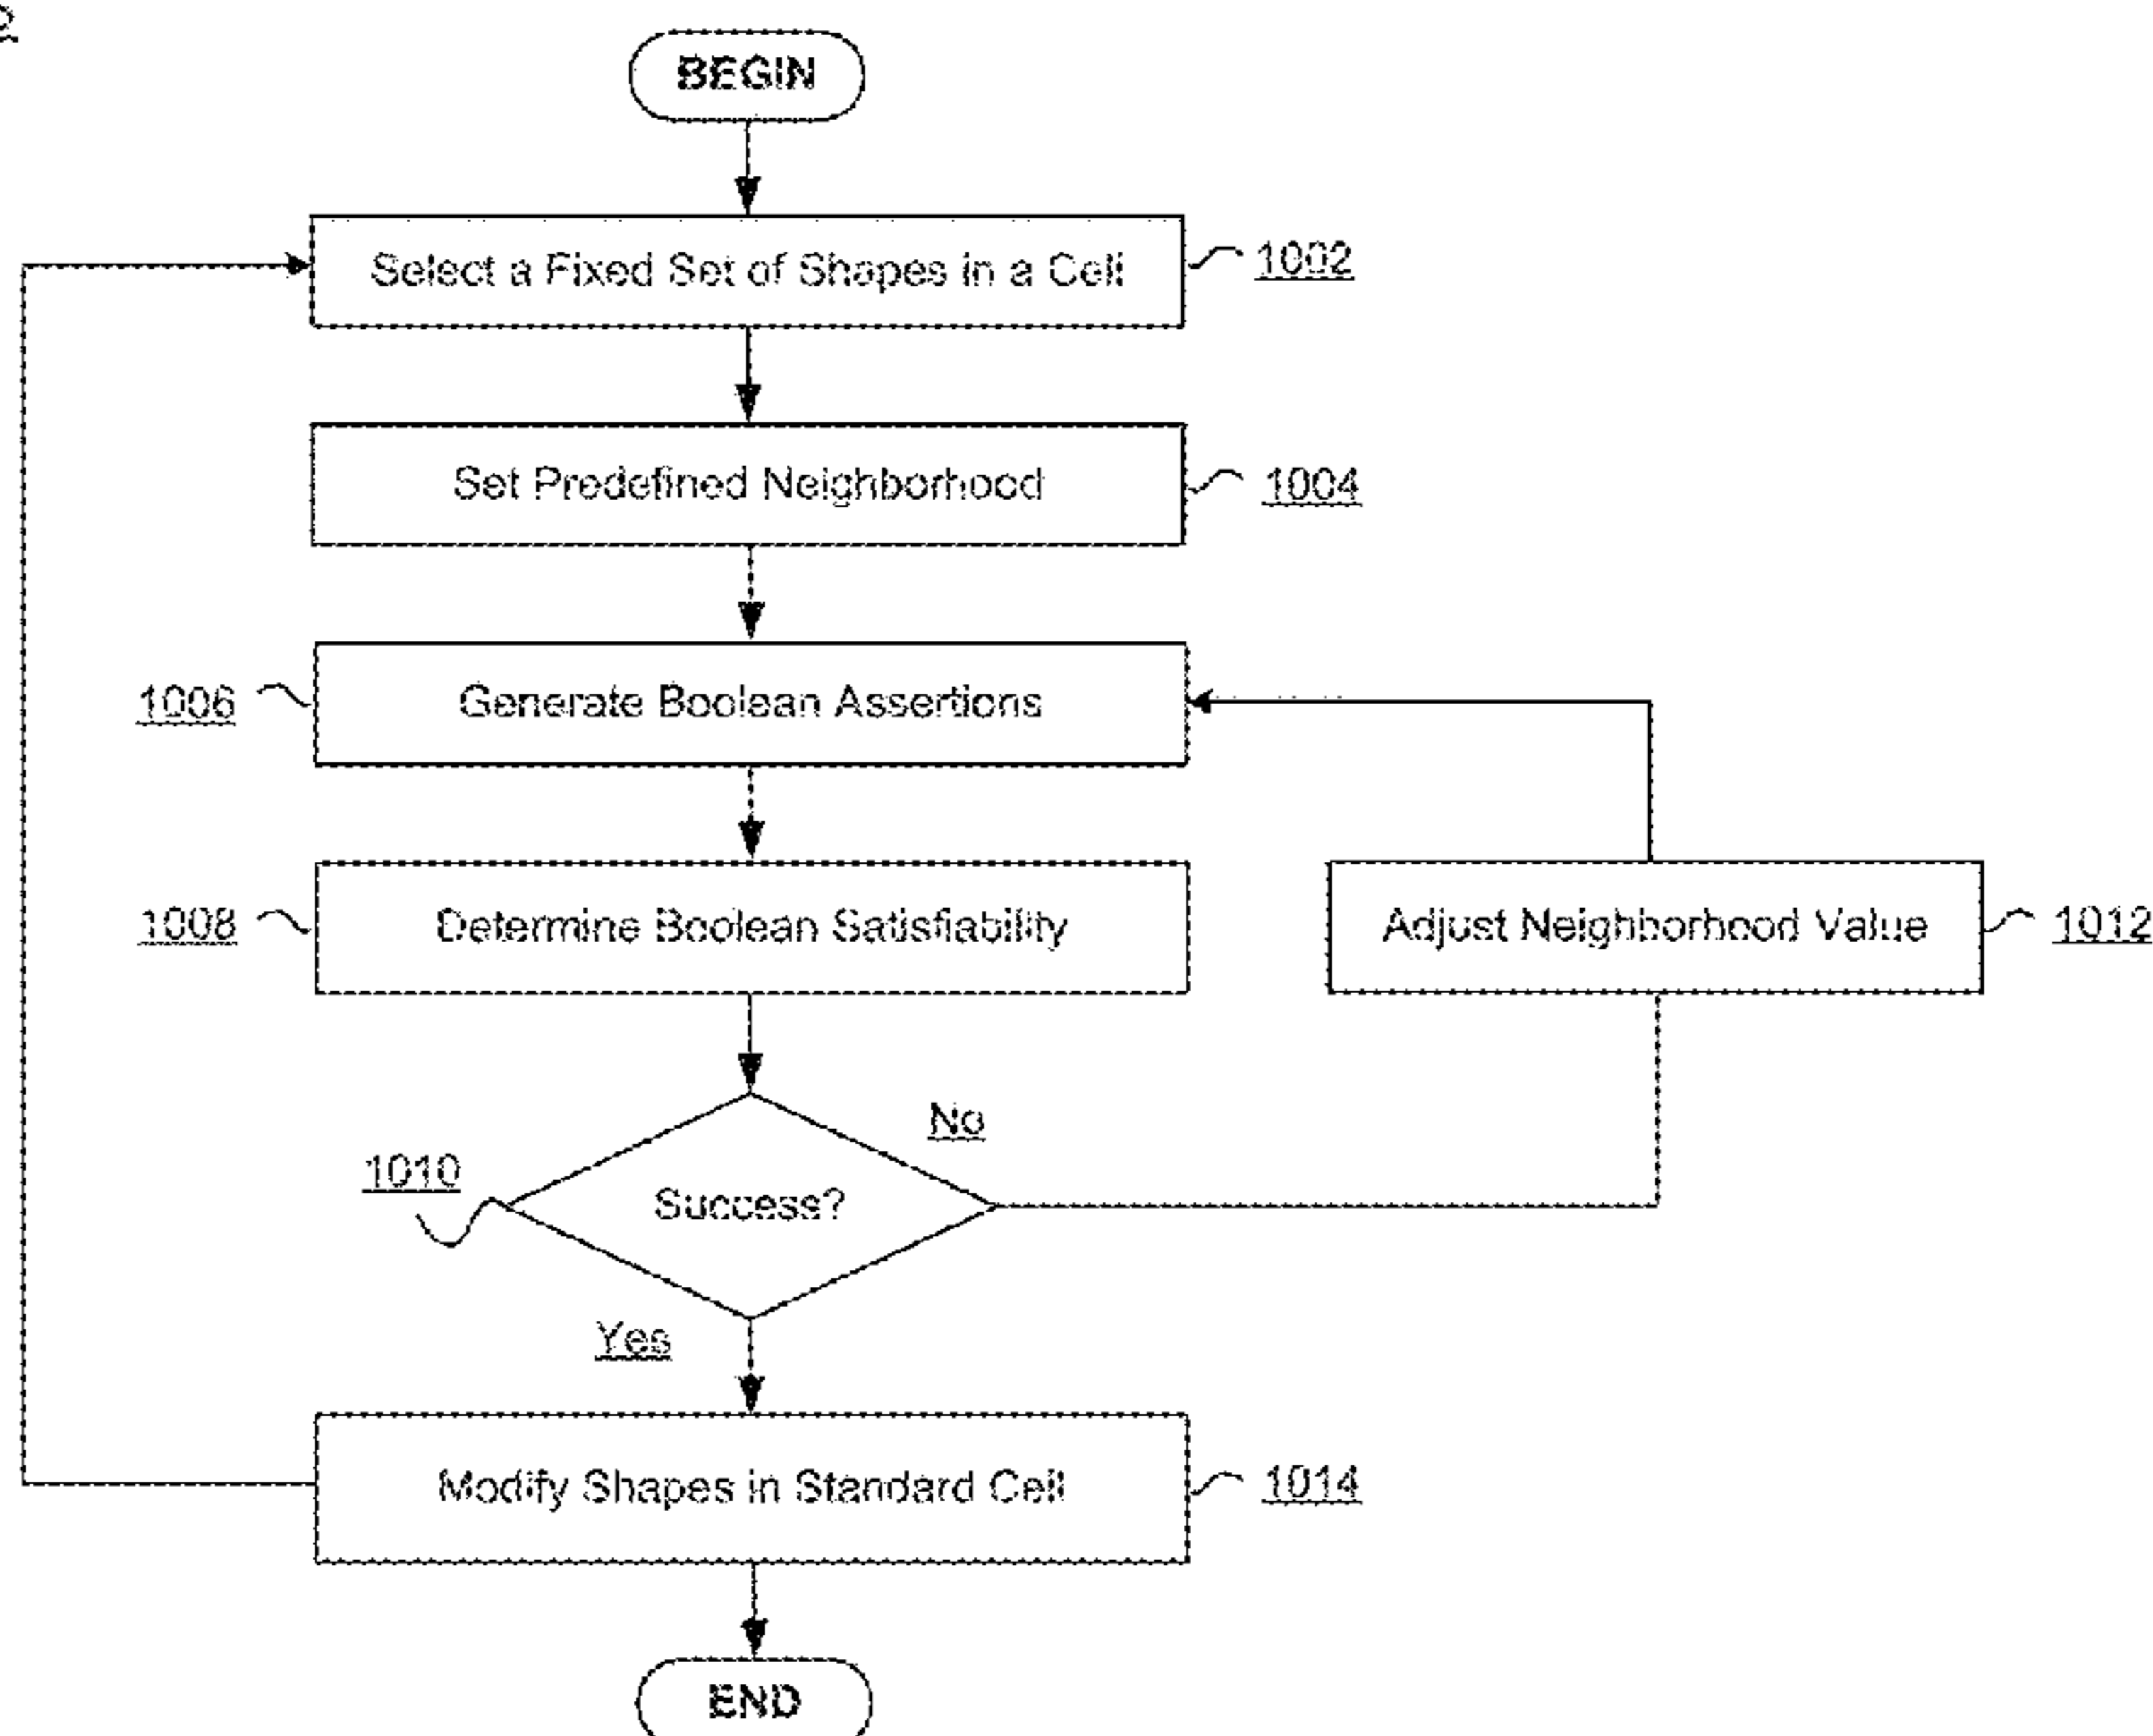 BEGIN
Select a Fixed Set of Shapes in a Cell
1002
Set Predefined Neighborhood
1004
1006
Generate Boolean Assertions
1008
Determine Boolean Satisfiability
Adjust Neighborhood Value
1012
No
1010
Success?
Yes
Modify Shapes in Standard Cell
1014
END